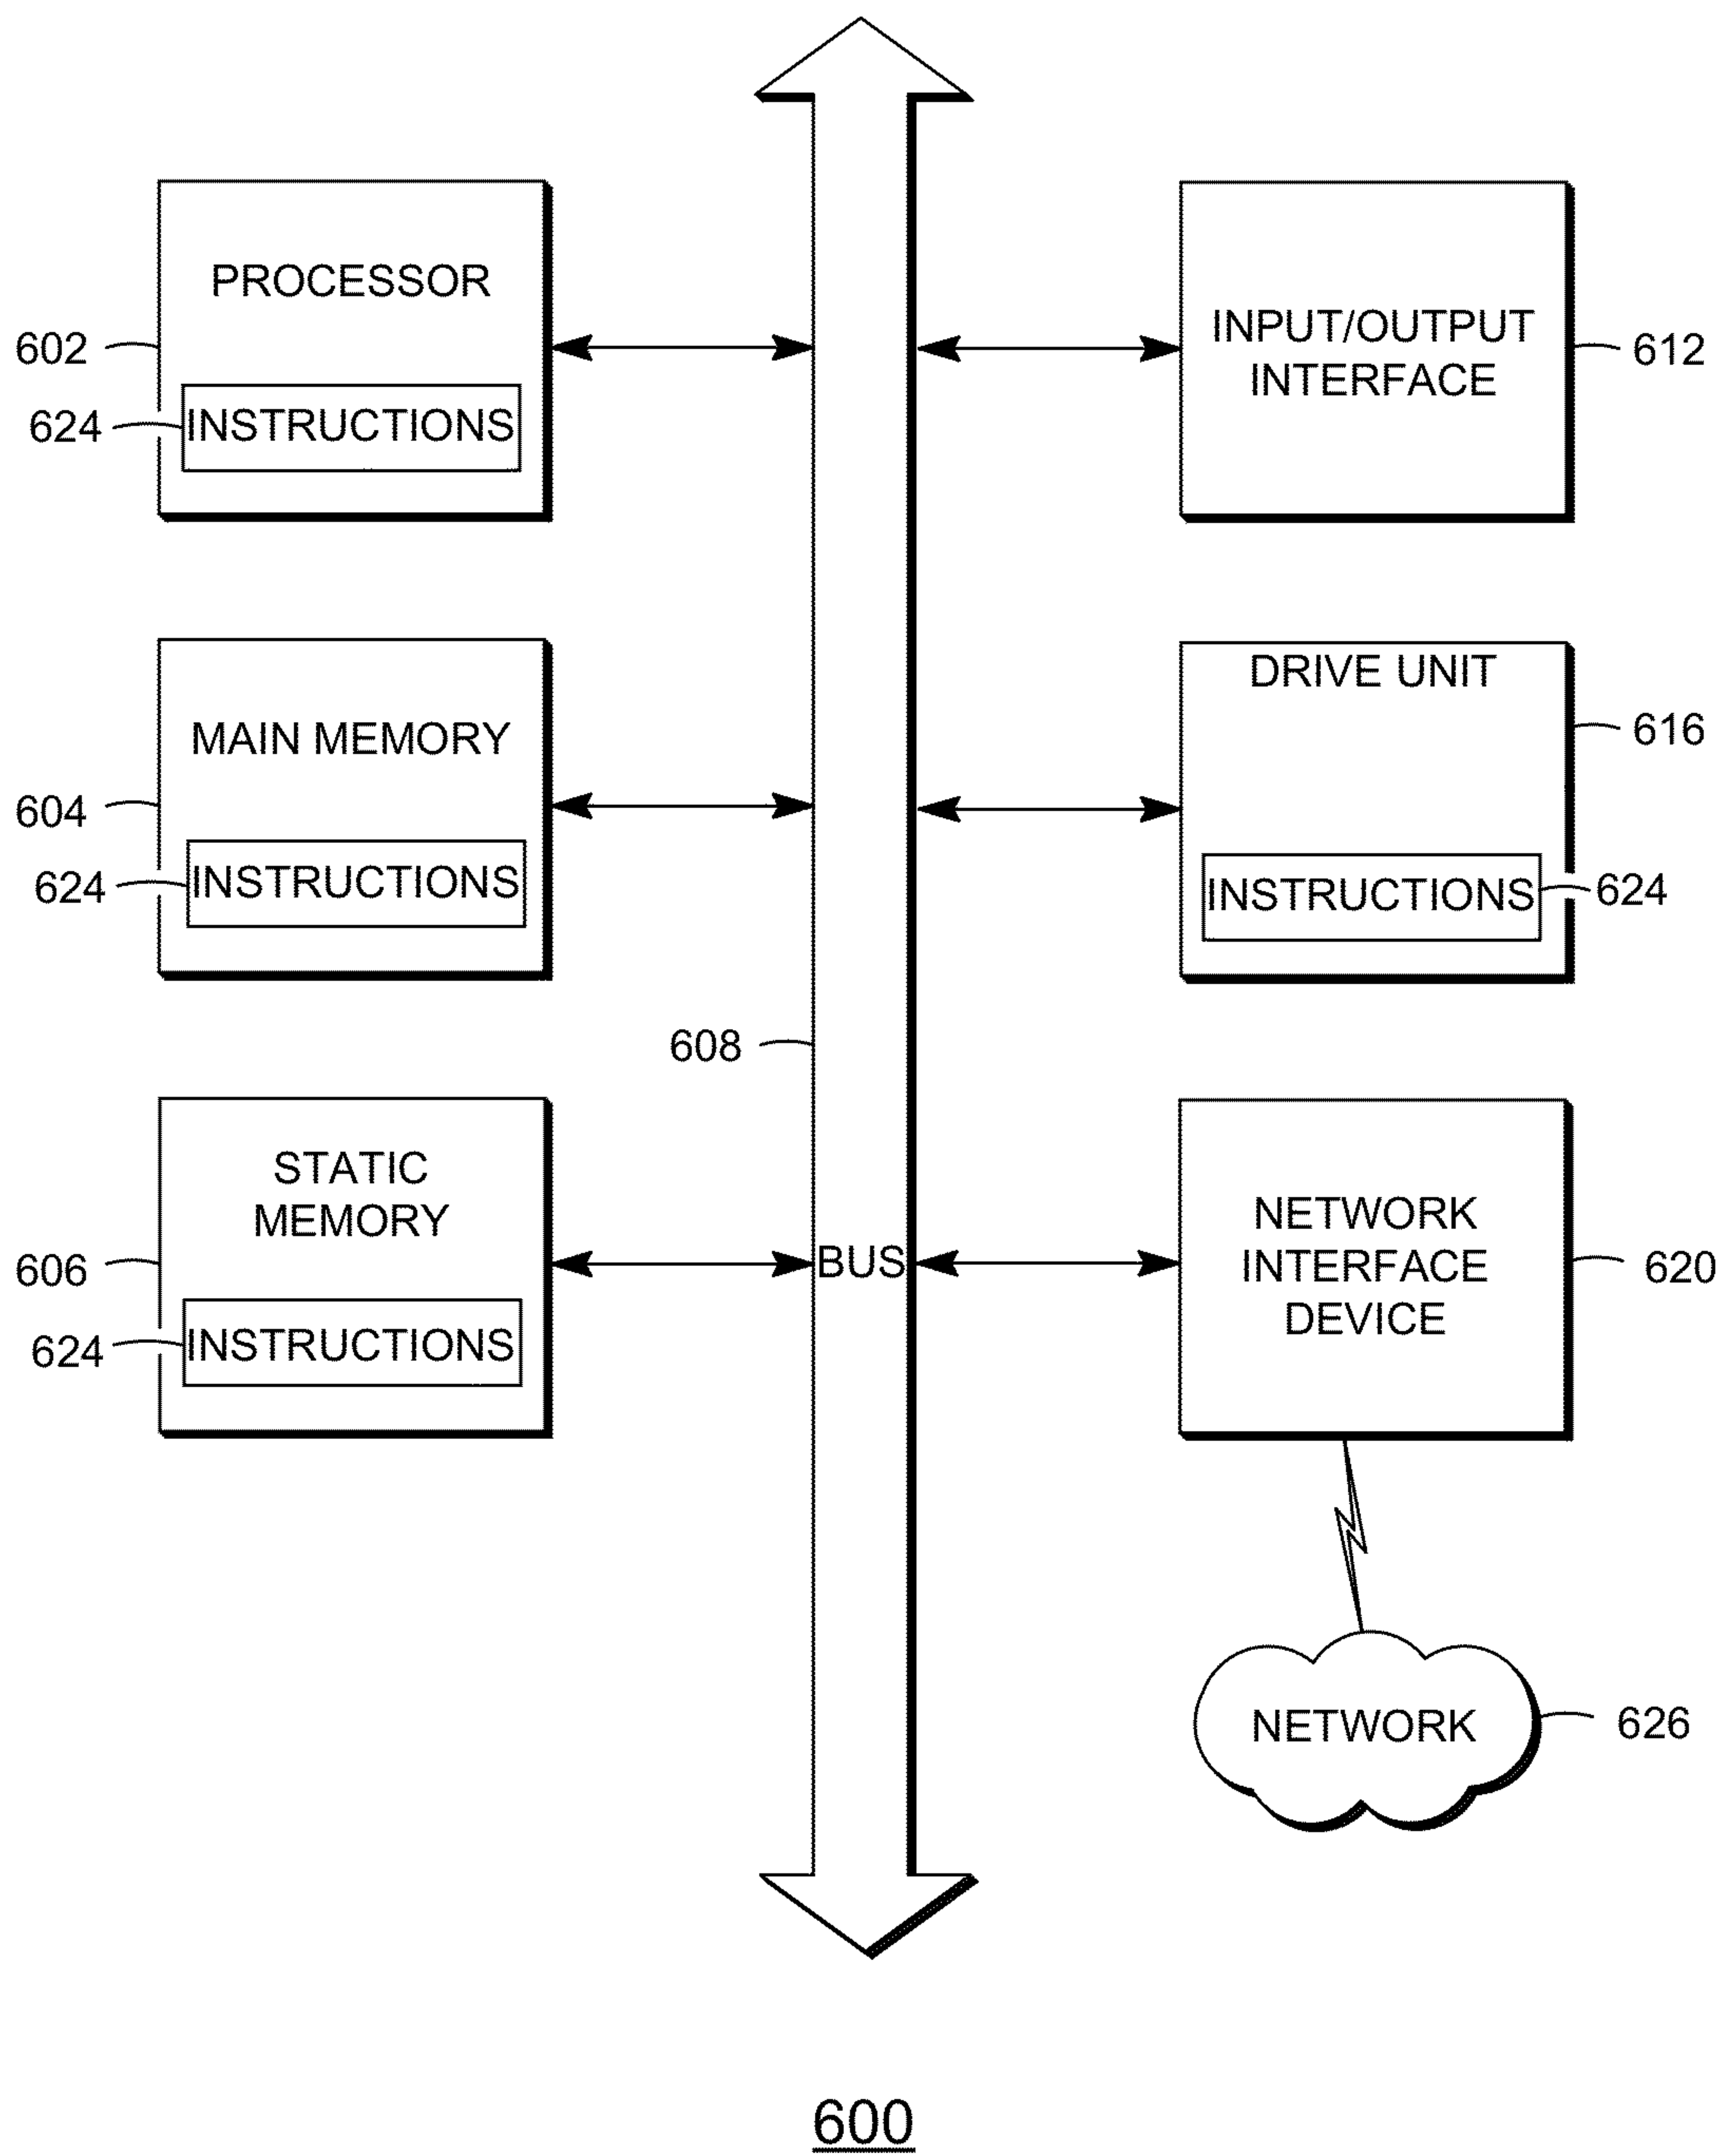 PROCESSOR
602
624
INSTRUCTIONS
INPUT/OUTPUT
INTERFACE
612
MAIN MEMORY
604
624
INSTRUCTIONS
DRIVE UNIT
616
INSTRUCTIONS
624
608
STATIC
MEMORY
606
624
INSTRUCTIONS
BUS
NETWORK
INTERFACE
DEVICE
620
NETWORK
626
600